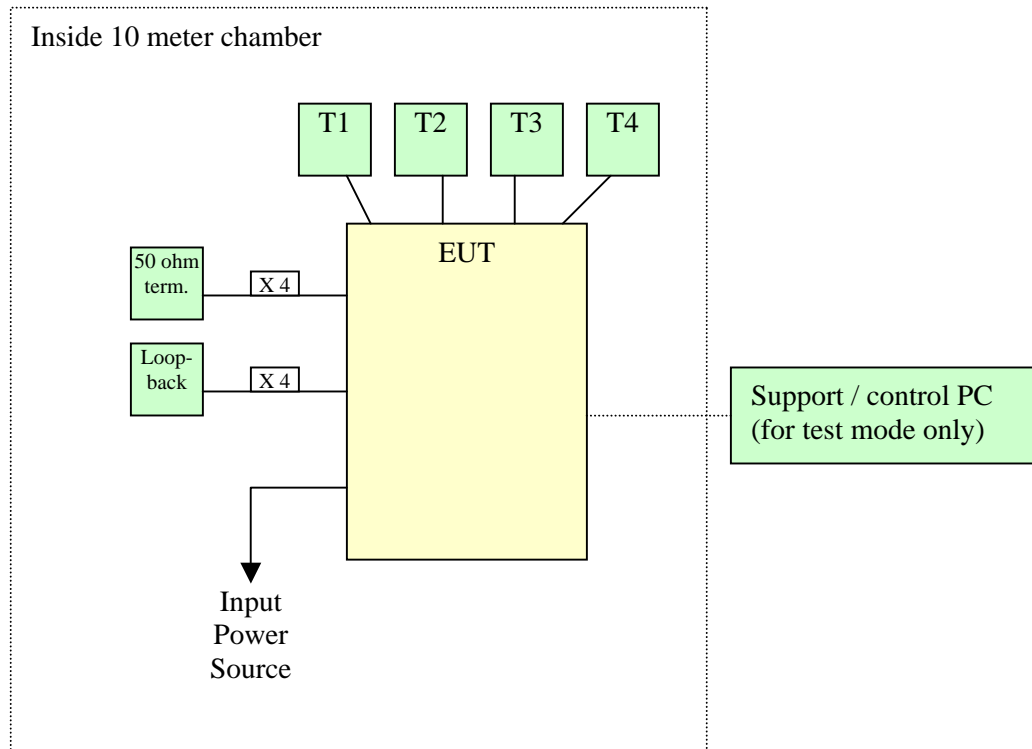 Inside 10 meter chamber
T1
T2
T3
T4
EUT
50 ohm
term.
X 4
Loop-
back
X 4
Support / control PC
(for test mode only)
Input
Power
Source